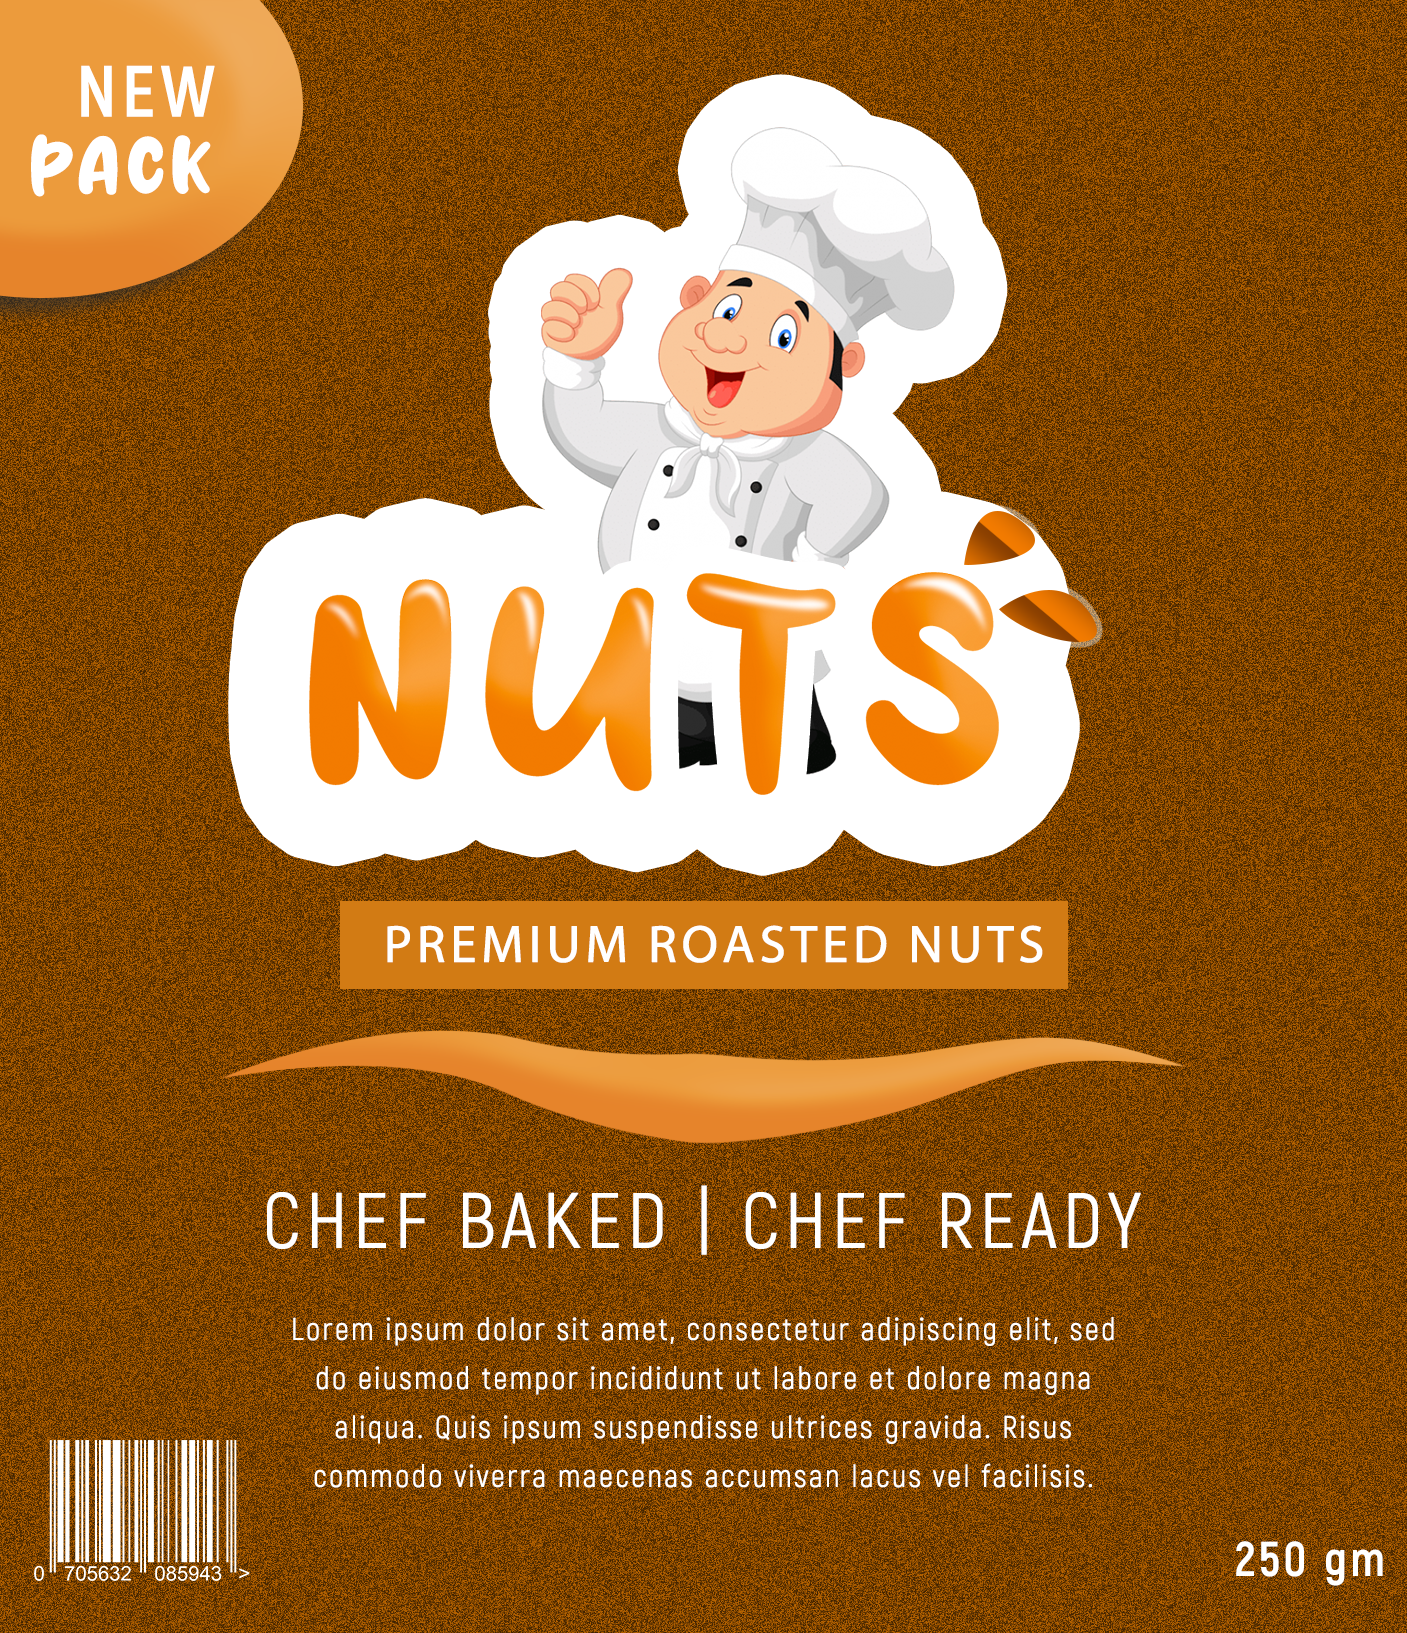 NEW
PACK
NUTS
PREMIUM ROASTED NUTS
CHEF BAKED | CHEF READY
Lorem ipsum dolor sit amet, consectetur adipiscing elit, sed
do eiusmod tempor incididunt ut labore et dolore magna
aliqua. Quis ipsum suspendisse ultrices gravida. Risus
commodo viverra maecenas accumsan lacus vel facilisis.
0 705632 085943 >
250 gm